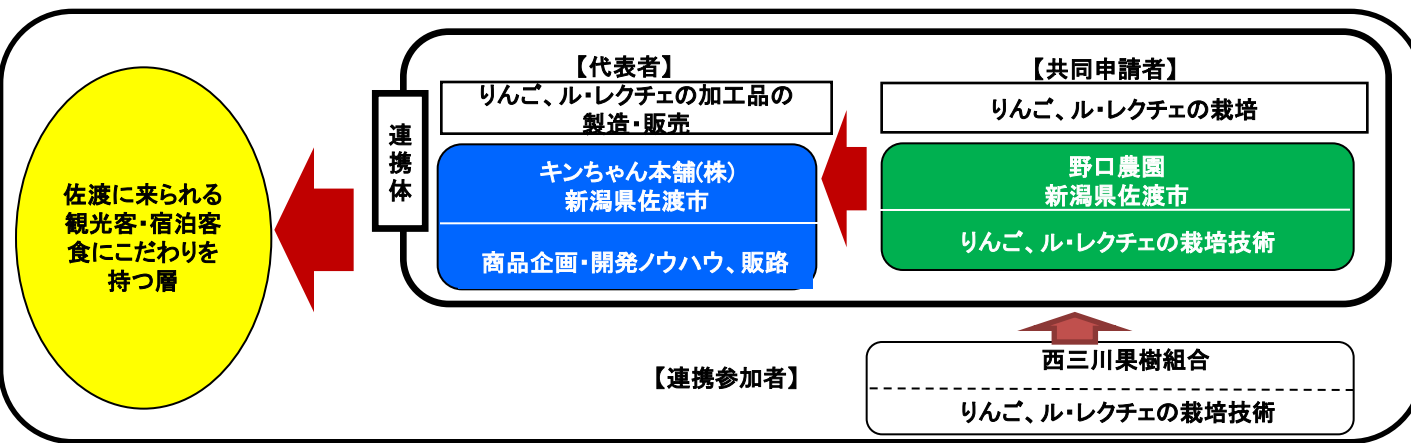 佐渡に来られる
観光客・宿泊客
食にこだわりを
持つ層
連携体
【代表者】
りんご、ル・レクチェの加工品の
製造・販売
キンちゃん本舗(株)
新潟県佐渡市
商品企画・開発ノウハウ、販路
【共同申請者】
りんご、ル・レクチェの栽培
野口農園
新潟県佐渡市
りんご、ル・レクチェの栽培技術
【連携参加者】
西三川果樹組合
りんご、ル・レクチェの栽培技術